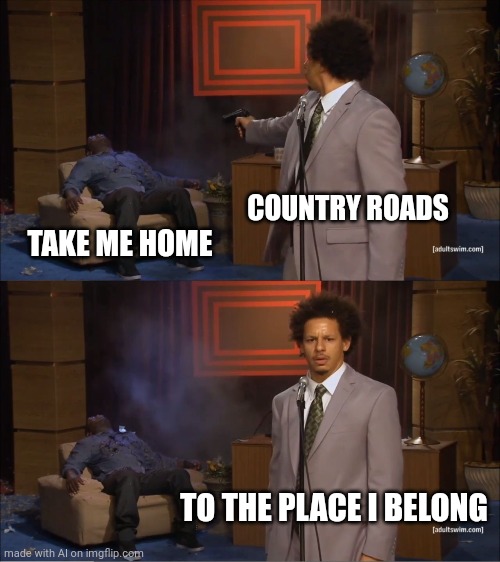 COUNTRY ROADS
TAKE ME HOME
[adultswim.com]
TO THE PLACE I BELONG
[adultswim.com]
made with AI on imgflip.com